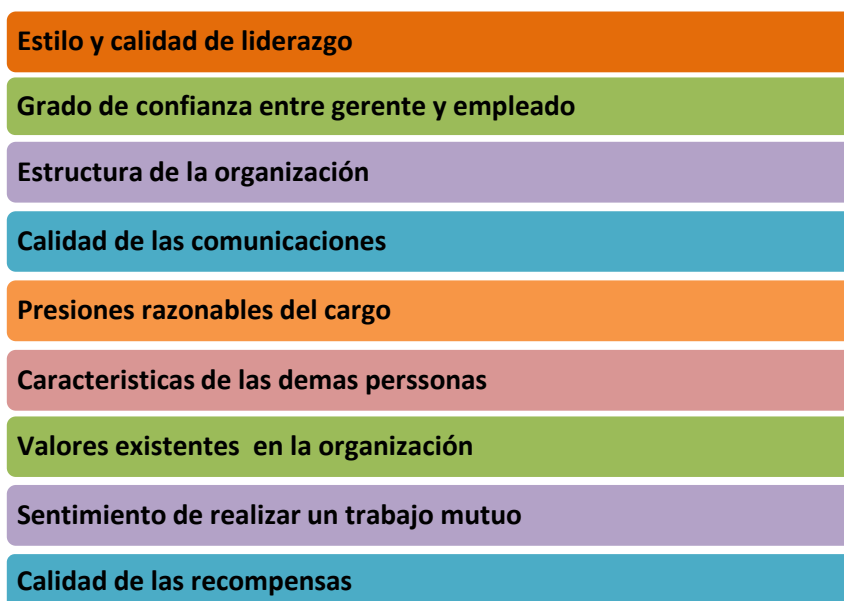 Estilo y calidad de liderazgo
Grado de confianza entre gerente y empleado
Estructura de la organización
Calidad de las comunicaciones
Presiones razonables del cargo
Caracteristicas de las demas perssonas
Valores existentes  en la organización
Sentimiento de realizar un trabajo mutuo
Calidad de las recompensas